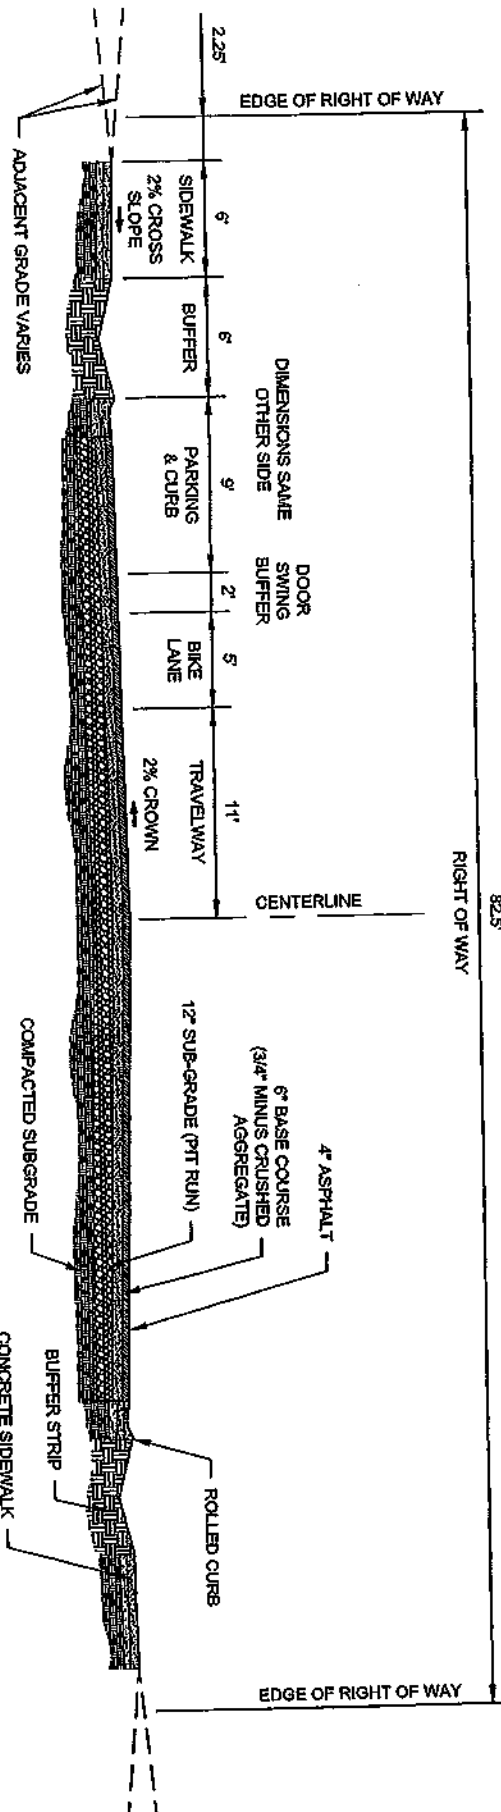 82.5'
RIGHT OF WAY
EDGE OF RIGHT OF WAY
EDGE OF RIGHT OF WAY
CENTERLINE
DIMENSIONS SAME
OTHER SIDE
DOOR
SWING
BUFFER
2.25'
6'
6'
9'
2'
5'
11'
SIDEWALK
2% CROSS
SLOPE
BUFFER
PARKING
& CURB
BIKE
LANE
TRAVELWAY
2% CROWN
4" ASPHALT
6" BASE COURSE
(3/4" MINUS CRUSHED
AGGREGATE)
12" SUB-GRADE (PIT RUN)
ROLLED CURB
ADJACENT GRADE VARIES
COMPACTED SUBGRADE
BUFFER STRIP
CONCRETE SIDEWALK